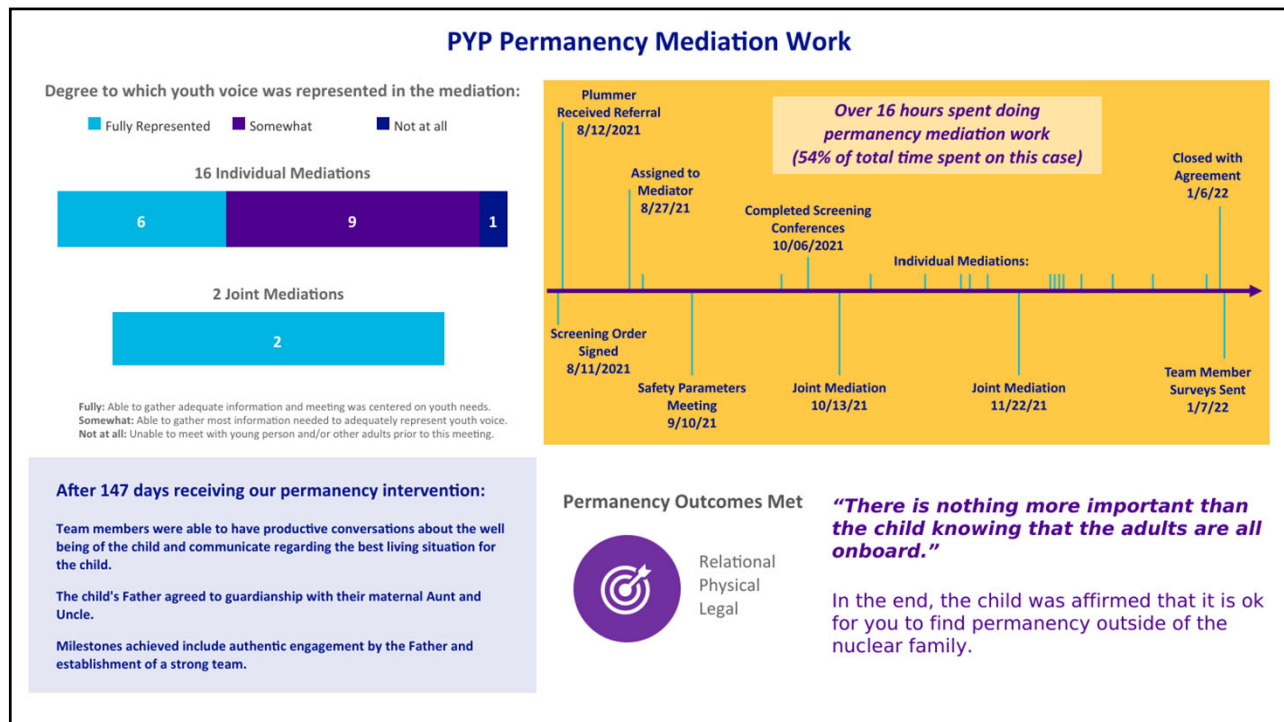 PYP Permanency Mediation Work
Degree to which youth voice was represented in the mediation:
Fully Represented
Somewhat
Not at all
16 Individual Mediations
6
9
1
2 Joint Mediations
2
Fully: Able to gather adequate information and meeting was centered on youth needs.
Somewhat: Able to gather most information needed to adequately represent youth voice.
Not at all: Unable to meet with young person and/or other adults prior to this meeting.
Plummer
Received Referral
8/12/2021
Over 16 hours spent doing
permanency mediation work
(54% of total time spent on this case)
Assigned to
Mediator
8/27/21
Completed Screening
Conferences
10/06/2021
Individual Mediations:
Closed with
Agreement
1/6/22
Screening Order
Signed
8/11/2021
Safety Parameters
Meeting
9/10/21
Joint Mediation
10/13/21
Joint Mediation
11/22/21
Team Member
Surveys Sent
1/7/22
After 147 days receiving our permanency intervention:
Team members were able to have productive conversations about the well
being of the child and communicate regarding the best living situation for
the child.
The child's Father agreed to guardianship with their maternal Aunt and
Uncle.
Milestones achieved include authentic engagement by the Father and
establishment of a strong team.
Permanency Outcomes Met
Relational
Physical
Legal
“There is nothing more important than
the child knowing that the adults are all
onboard.”
In the end, the child was affirmed that it is ok
for you to find permanency outside of the
nuclear family.